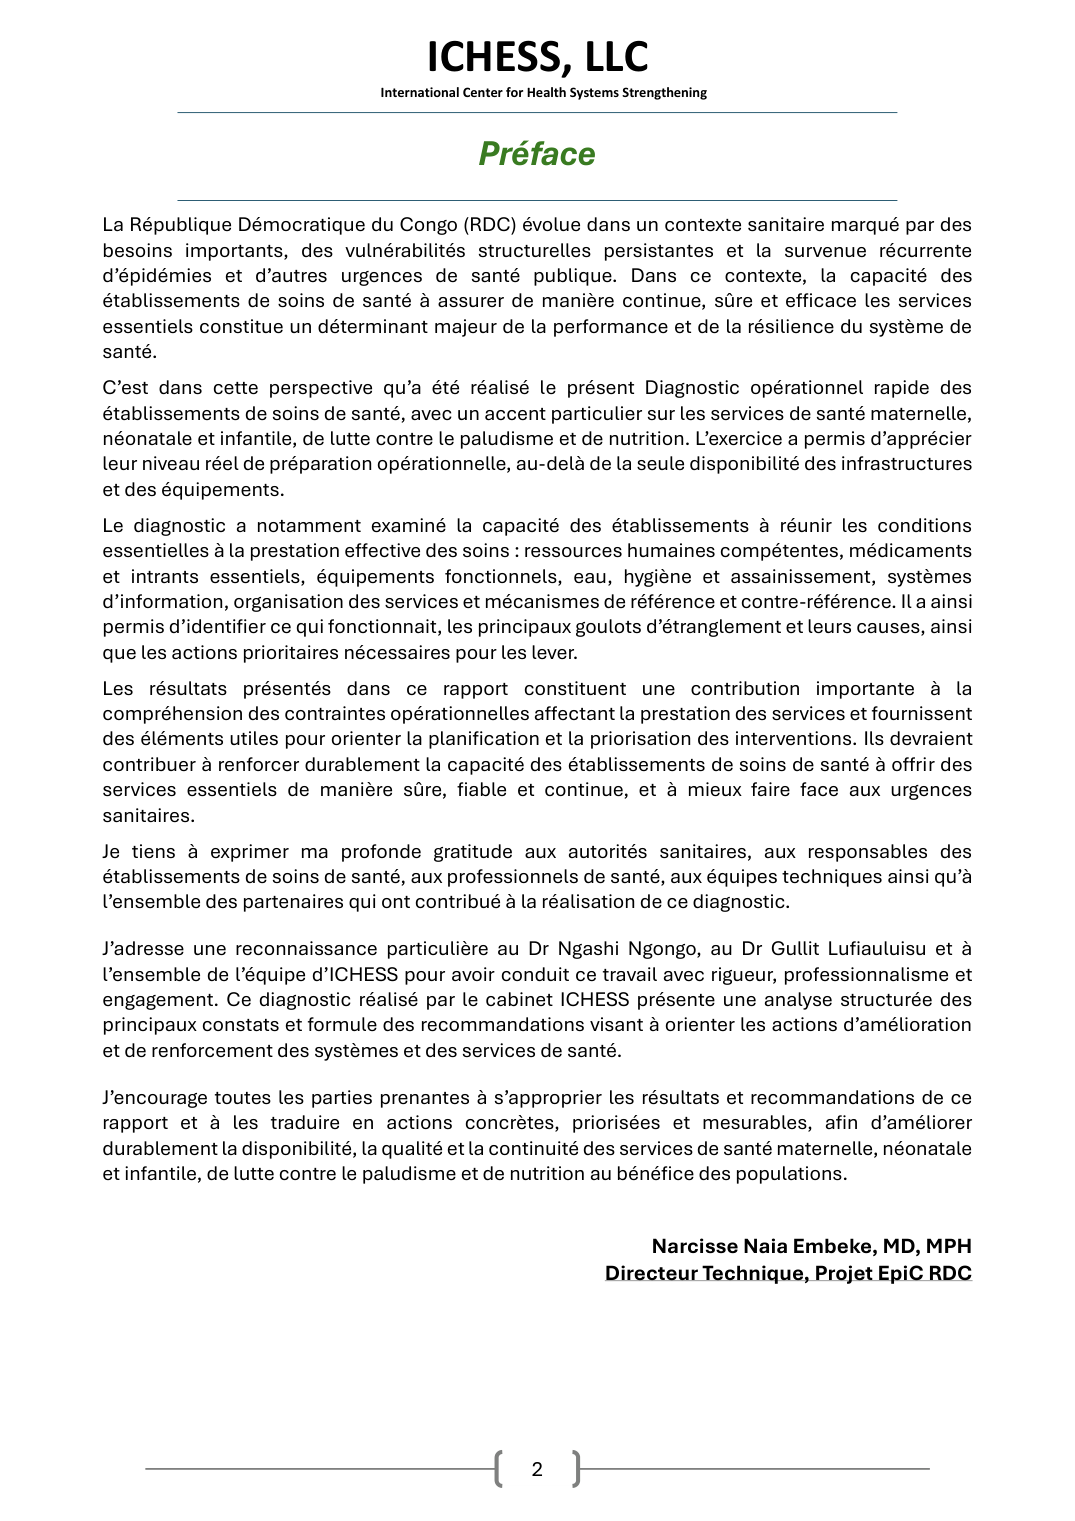 ICHESS, LLC
International Center for Health Systems Strengthening
Préface
La République Démocratique du Congo (RDC) évolue dans un contexte sanitaire marqué par des
besoins importants, des vulnérabilités structurelles persistantes et la survenue récurrente
d’épidémies et d’autres urgences de santé publique. Dans ce contexte, la capacité des
établissements de soins de santé à assurer de manière continue, sûre et efficace les services
essentiels constitue un déterminant majeur de la performance et de la résilience du système de
santé.
C’est dans cette perspective qu’a été réalisé le présent Diagnostic opérationnel rapide des
établissements de soins de santé, avec un accent particulier sur les services de santé maternelle,
néonatale et infantile, de lutte contre le paludisme et de nutrition. L’exercice a permis d’apprécier
leur niveau réel de préparation opérationnelle, au-delà de la seule disponibilité des infrastructures
et des équipements.
Le diagnostic a notamment examiné la capacité des établissements à réunir les conditions
essentielles à la prestation effective des soins : ressources humaines compétentes, médicaments
et intrants essentiels, équipements fonctionnels, eau, hygiène et assainissement, systèmes
d’information, organisation des services et mécanismes de référence et contre-référence. Il a ainsi
permis d’identifier ce qui fonctionnait, les principaux goulots d’étranglement et leurs causes, ainsi
que les actions prioritaires nécessaires pour les lever.
Les résultats présentés dans ce rapport constituent une contribution importante à la
compréhension des contraintes opérationnelles affectant la prestation des services et fournissent
des éléments utiles pour orienter la planification et la priorisation des interventions. Ils devraient
contribuer à renforcer durablement la capacité des établissements de soins de santé à offrir des
services essentiels de manière sûre, fiable et continue, et à mieux faire face aux urgences
sanitaires.
Je tiens à exprimer ma profonde gratitude aux autorités sanitaires, aux responsables des
établissements de soins de santé, aux professionnels de santé, aux équipes techniques ainsi qu’à
l’ensemble des partenaires qui ont contribué à la réalisation de ce diagnostic.
J’adresse une reconnaissance particulière au Dr Ngashi Ngongo, au Dr Gullit Lufiauluisu et à
l’ensemble de l’équipe d’ICHESS pour avoir conduit ce travail avec rigueur, professionnalisme et
engagement. Ce diagnostic réalisé par le cabinet ICHESS présente une analyse structurée des
principaux constats et formule des recommandations visant à orienter les actions d’amélioration
et de renforcement des systèmes et des services de santé.
J’encourage toutes les parties prenantes à s’approprier les résultats et recommandations de ce
rapport et à les traduire en actions concrètes, priorisées et mesurables, afin d’améliorer
durablement la disponibilité, la qualité et la continuité des services de santé maternelle, néonatale
et infantile, de lutte contre le paludisme et de nutrition au bénéfice des populations.
Narcisse Naia Embeke, MD, MPH
Directeur Technique, Projet EpiC RDC
2